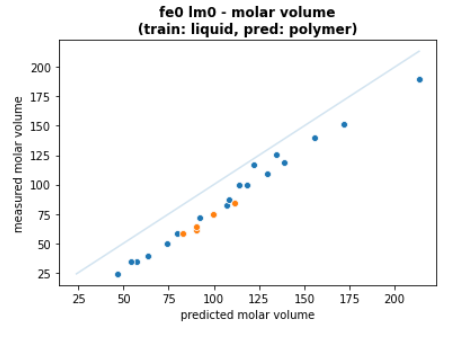 fe0 lm0 - molar volume
(train: liquid, pred: polymer)
measured molar volume
200
175
150
125
100
75
50
25
25 50 75 100 125 150 175 200
predicted molar volume